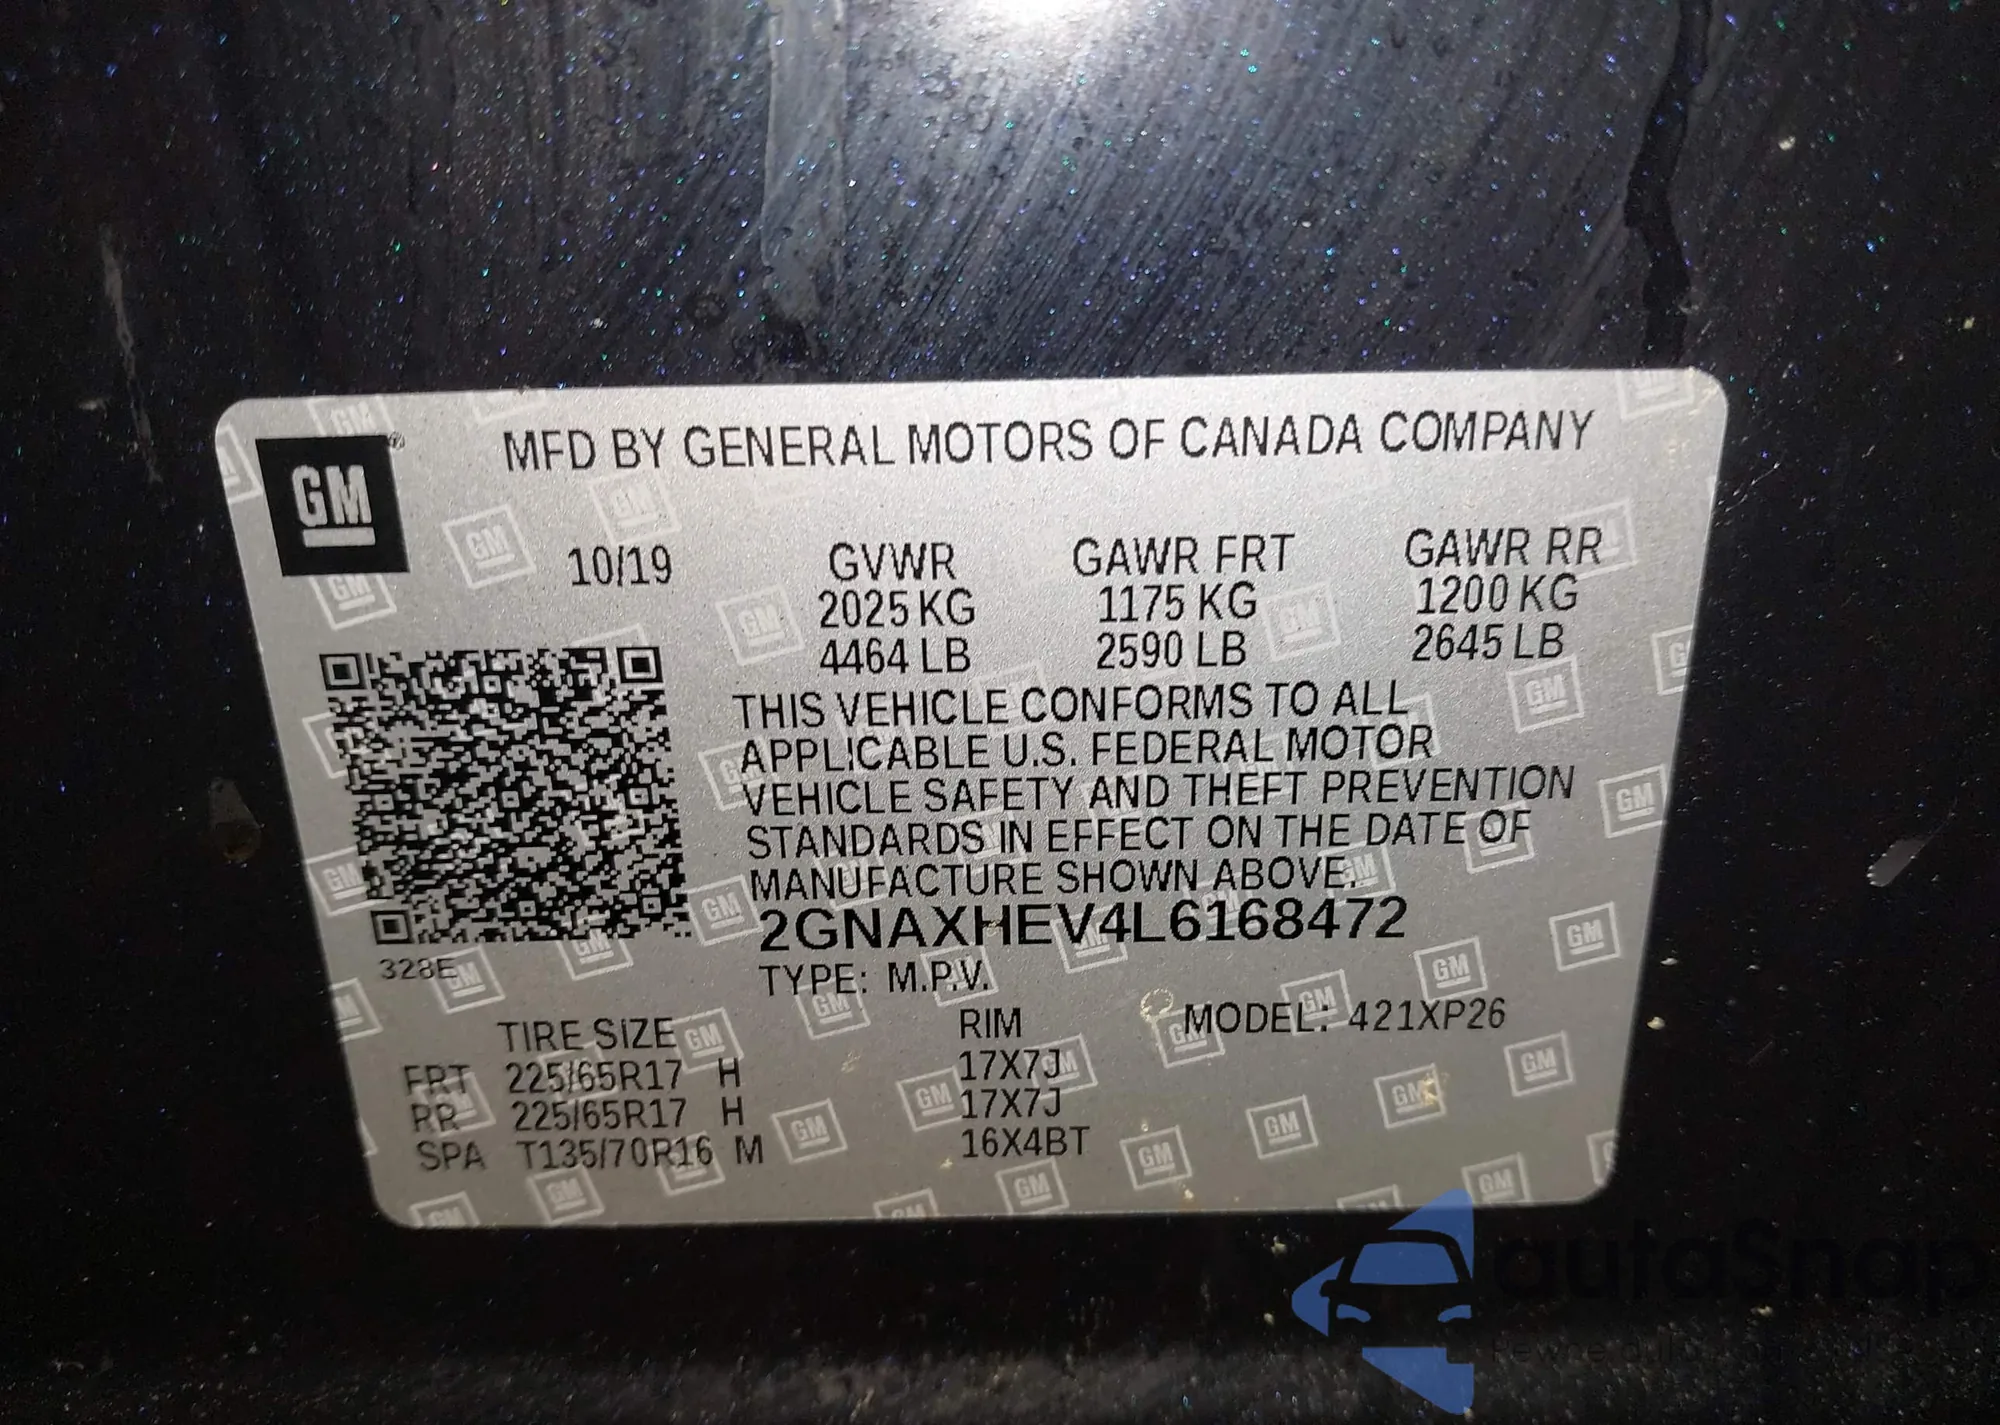 GM
MFD BY GENERAL MOTORS OF CANADA COMPANY
10/19 GVWR GAWR FRT GAWR RR
2025 KG 1175 KG 1200 KG
4464 LB 2590 LB 2645 LB
THIS VEHICLE CONFORMS TO ALL
APPLICABLE U.S. FEDERAL MOTOR
VEHICLE SAFETY AND THEFT PREVENTION
STANDARDS IN EFFECT ON THE DATE OF
MANUFACTURE SHOWN ABOVE.
2GNAXHEV4L6168472
328E
TYPE: M.P.V.
TIRE SIZE RIM MODEL: 421XP26
FRT 225/65R17 H 17X7J
RR 225/65R17 H 17X7J
SPA T135/70R16 M 16X4BT
autoSnap